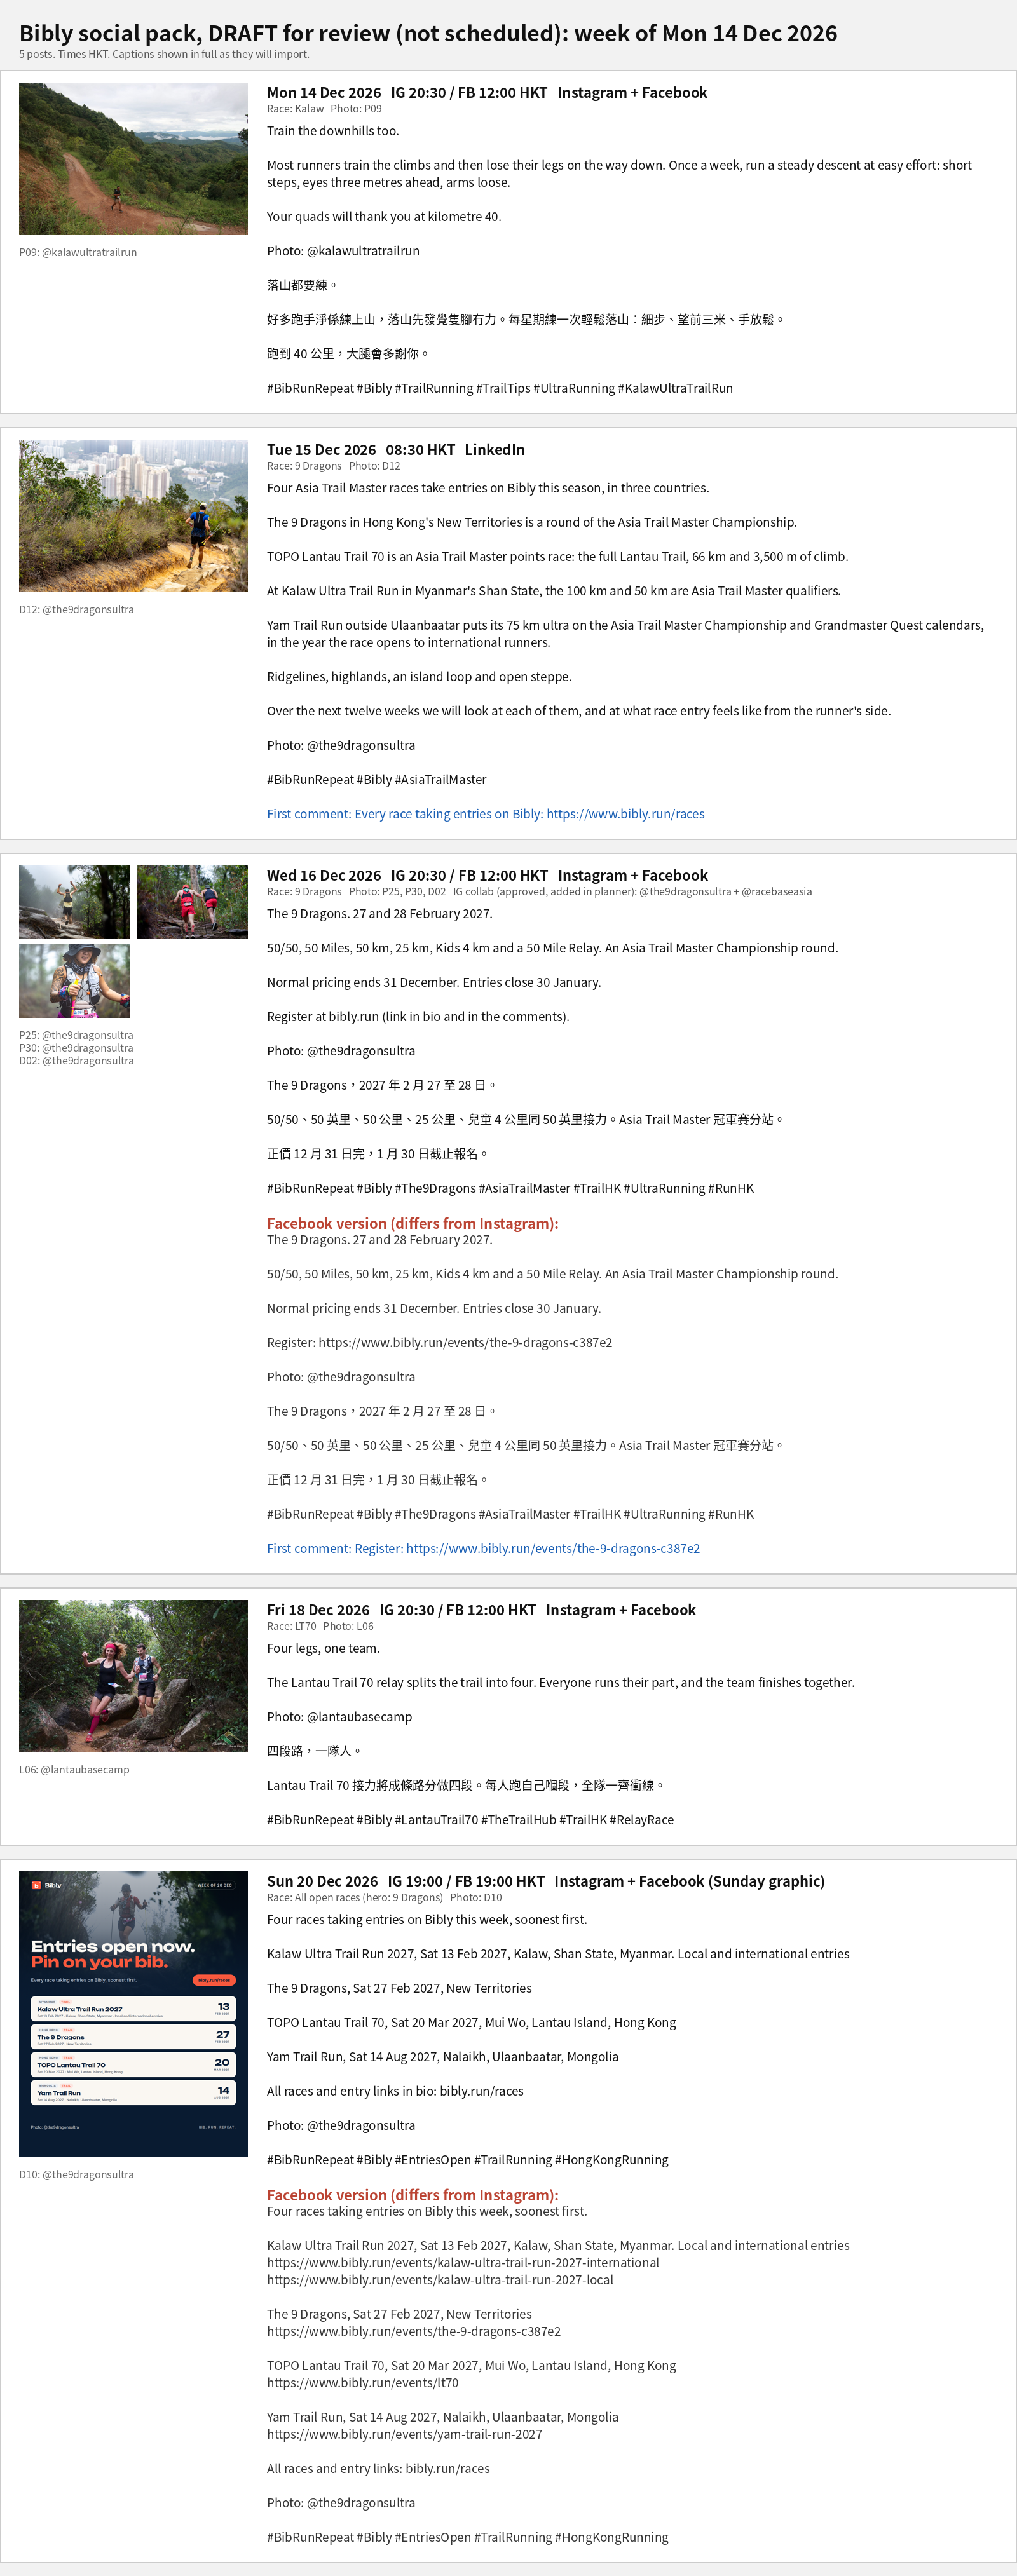 Bibly social pack, DRAFT for review (not scheduled): week of Mon 14 Dec 2026
5 posts. Times HKT. Captions shown in full as they will import.
Mon 14 Dec 2026 IG 20:30 / FB 12:00 HKT Instagram + Facebook
Race: Kalaw Photo: P09
Train the downhills too.
Most runners train the climbs and then lose their legs on the way down. Once a week, run a steady descent at easy effort: short
steps, eyes three metres ahead, arms loose.
Your quads will thank you at kilometre 40.
Photo: @kalawultratrailrun
落山都要練。
好多跑手淨係練上山，落山先發覺隻腳冇力。每星期練一次輕鬆落山：細步、望前三米、手放鬆。
跑到 40 公里，大腿會多謝你。
#BibRunRepeat #Bibly #TrailRunning #TrailTips #UltraRunning #KalawUltraTrailRun
P09: @kalawultratrailrun
Tue 15 Dec 2026 08:30 HKT LinkedIn
Race: 9 Dragons Photo: D12
Four Asia Trail Master races take entries on Bibly this season, in three countries.
The 9 Dragons in Hong Kong's New Territories is a round of the Asia Trail Master Championship.
TOPO Lantau Trail 70 is an Asia Trail Master points race: the full Lantau Trail, 66 km and 3,500 m of climb.
At Kalaw Ultra Trail Run in Myanmar's Shan State, the 100 km and 50 km are Asia Trail Master qualifiers.
Yam Trail Run outside Ulaanbaatar puts its 75 km ultra on the Asia Trail Master Championship and Grandmaster Quest calendars,
in the year the race opens to international runners.
Ridgelines, highlands, an island loop and open steppe.
Over the next twelve weeks we will look at each of them, and at what race entry feels like from the runner's side.
Photo: @the9dragonsultra
#BibRunRepeat #Bibly #AsiaTrailMaster
First comment: Every race taking entries on Bibly: https://www.bibly.run/races
D12: @the9dragonsultra
Wed 16 Dec 2026 IG 20:30 / FB 12:00 HKT Instagram + Facebook
Race: 9 Dragons Photo: P25, P30, D02 IG collab (approved, added in planner): @the9dragonsultra + @racebaseasia
The 9 Dragons. 27 and 28 February 2027.
50/50, 50 Miles, 50 km, 25 km, Kids 4 km and a 50 Mile Relay. An Asia Trail Master Championship round.
Normal pricing ends 31 December. Entries close 30 January.
Register at bibly.run (link in bio and in the comments).
Photo: @the9dragonsultra
The 9 Dragons，2027 年 2 月 27 至 28 日。
50/50、50 英里、50 公里、25 公里、兒童 4 公里同 50 英里接力。Asia Trail Master 冠軍賽分站。
正價 12 月 31 日完，1 月 30 日截止報名。
#BibRunRepeat #Bibly #The9Dragons #AsiaTrailMaster #TrailHK #UltraRunning #RunHK
P25: @the9dragonsultra
P30: @the9dragonsultra
D02: @the9dragonsultra
Facebook version (differs from Instagram):
The 9 Dragons. 27 and 28 February 2027.
50/50, 50 Miles, 50 km, 25 km, Kids 4 km and a 50 Mile Relay. An Asia Trail Master Championship round.
Normal pricing ends 31 December. Entries close 30 January.
Register: https://www.bibly.run/events/the-9-dragons-c387e2
Photo: @the9dragonsultra
The 9 Dragons，2027 年 2 月 27 至 28 日。
50/50、50 英里、50 公里、25 公里、兒童 4 公里同 50 英里接力。Asia Trail Master 冠軍賽分站。
正價 12 月 31 日完，1 月 30 日截止報名。
#BibRunRepeat #Bibly #The9Dragons #AsiaTrailMaster #TrailHK #UltraRunning #RunHK
First comment: Register: https://www.bibly.run/events/the-9-dragons-c387e2
Fri 18 Dec 2026 IG 20:30 / FB 12:00 HKT Instagram + Facebook
Race: LT70 Photo: L06
Four legs, one team.
The Lantau Trail 70 relay splits the trail into four. Everyone runs their part, and the team finishes together.
Photo: @lantaubasecamp
四段路，一隊人。
Lantau Trail 70 接力將成條路分做四段。每人跑自己嗰段，全隊一齊衝線。
#BibRunRepeat #Bibly #LantauTrail70 #TheTrailHub #TrailHK #RelayRace
L06: @lantaubasecamp
Sun 20 Dec 2026 IG 19:00 / FB 19:00 HKT Instagram + Facebook (Sunday graphic)
Race: All open races (hero: 9 Dragons) Photo: D10
Bibly
WEEK OF 20 DEC
Entries open now.
Pin on your bib.
Every race taking entries on Bibly, soonest first.
bibly.run/races
Kalaw Ultra Trail Run 2027
13
The 9 Dragons
27
TOPO Lantau Trail 70
20
Yam Trail Run
14
Photo: @the9dragonsultra
BIB. RUN. REPEAT.
D10: @the9dragonsultra
Four races taking entries on Bibly this week, soonest first.
Kalaw Ultra Trail Run 2027, Sat 13 Feb 2027, Kalaw, Shan State, Myanmar. Local and international entries
The 9 Dragons, Sat 27 Feb 2027, New Territories
TOPO Lantau Trail 70, Sat 20 Mar 2027, Mui Wo, Lantau Island, Hong Kong
Yam Trail Run, Sat 14 Aug 2027, Nalaikh, Ulaanbaatar, Mongolia
All races and entry links in bio: bibly.run/races
Photo: @the9dragonsultra
#BibRunRepeat #Bibly #EntriesOpen #TrailRunning #HongKongRunning
Facebook version (differs from Instagram):
Four races taking entries on Bibly this week, soonest first.
Kalaw Ultra Trail Run 2027, Sat 13 Feb 2027, Kalaw, Shan State, Myanmar. Local and international entries
https://www.bibly.run/events/kalaw-ultra-trail-run-2027-international
https://www.bibly.run/events/kalaw-ultra-trail-run-2027-local
The 9 Dragons, Sat 27 Feb 2027, New Territories
https://www.bibly.run/events/the-9-dragons-c387e2
TOPO Lantau Trail 70, Sat 20 Mar 2027, Mui Wo, Lantau Island, Hong Kong
https://www.bibly.run/events/lt70
Yam Trail Run, Sat 14 Aug 2027, Nalaikh, Ulaanbaatar, Mongolia
https://www.bibly.run/events/yam-trail-run-2027
All races and entry links: bibly.run/races
Photo: @the9dragonsultra
#BibRunRepeat #Bibly #EntriesOpen #TrailRunning #HongKongRunning